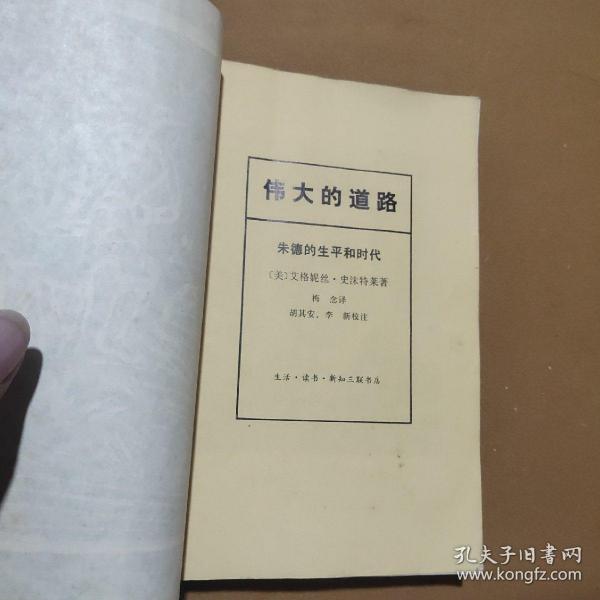 伟大的道路
朱德的生平和时代
〔美〕艾格妮丝·史沫特莱著
梅 念译
胡其安、李 新校注
生活·读书·新知三联书店
孔夫子旧书网
www.kongfz.com